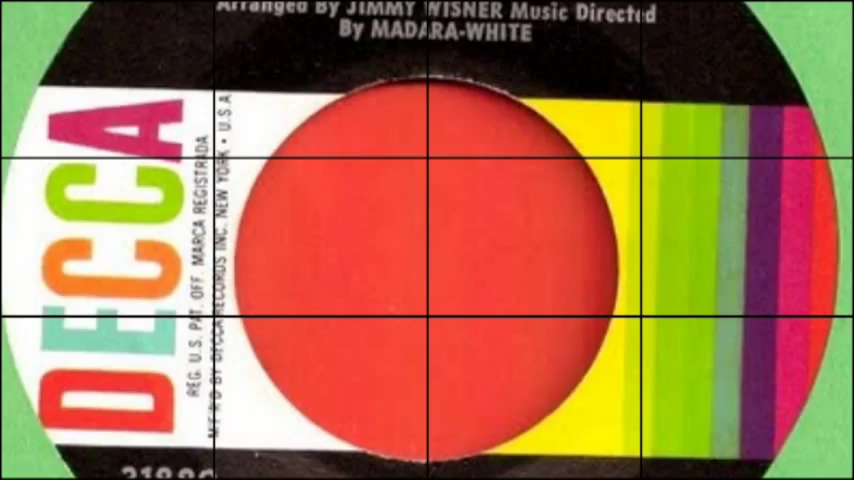 Arranged By JIMMY WISNER Music Directed
By MADARA-WHITE
DECCA
REG. U.S. PAT. OFF. MARCA REGISTRADA
MF'R'D BY DECCA RECORDS INC. NEW YORK • U.S.A